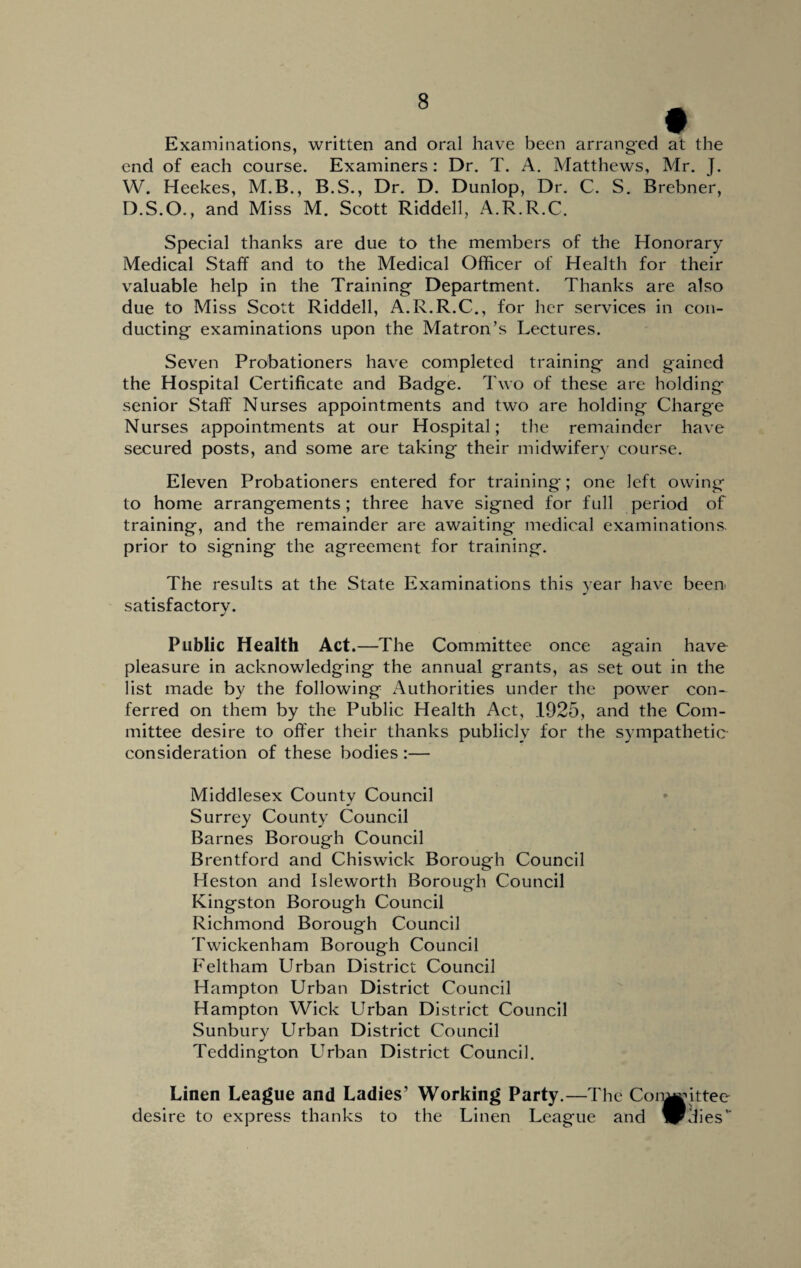 8
Examinations, written and oral have been arranged at the
end of each course. Examiners: Dr. T. A. Matthews, Mr. J.
W. Heekes, M.B., B.S., Dr. D. Dunlop, Dr. C. S. Brebner,
D.S.O., and Miss M. Scott Riddell, A.R.R.C.
Special thanks are due to the members of the Honorary
Medical Staff and to the Medical Officer of Health for their
valuable help in the Training Department. Thanks are also
due to Miss Scott Riddell, A.R.R.C., for her services in con-
ducting examinations upon the Matron's Lectures.
Seven Probationers have completed training and gained
the Hospital Certificate and Badge. Two of these are holding
senior Staff Nurses appointments and two are holding Charge
Nurses appointments at our Hospital; the remainder have
secured posts, and some are taking their midwifery course.
Eleven Probationers entered for training; one left owing
to home arrangements; three have signed for full period of
training, and the remainder are awaiting medical examinations
prior to signing the agreement for training.
The results at the State Examinations this year have been
satisfactory.
Public Health Act.—The Committee once again have
pleasure in acknowledging the annual grants, as set out in the
list made by the following Authorities under the power con-
ferred on them by the Public Health Act, 1925, and the Com-
mittee desire to offer their thanks publicly for the sympathetic
consideration of these bodies:—
Middlesex County Council
Surrey County Council
Barnes Borough Council
Brentford and Chiswick Borough Council
Heston and Isleworth Borough Council
Kingston Borough Council
Richmond Borough Council
Twickenham Borough Council
Feltham Urban District Council
Hampton Urban District Council
Hampton Wick Urban District Council
Sunbury Urban District Council
Teddington Urban District Council.
Linen League and Ladies' Working Party.—The Committee
desire to express thanks to the Linen League and Ladies'